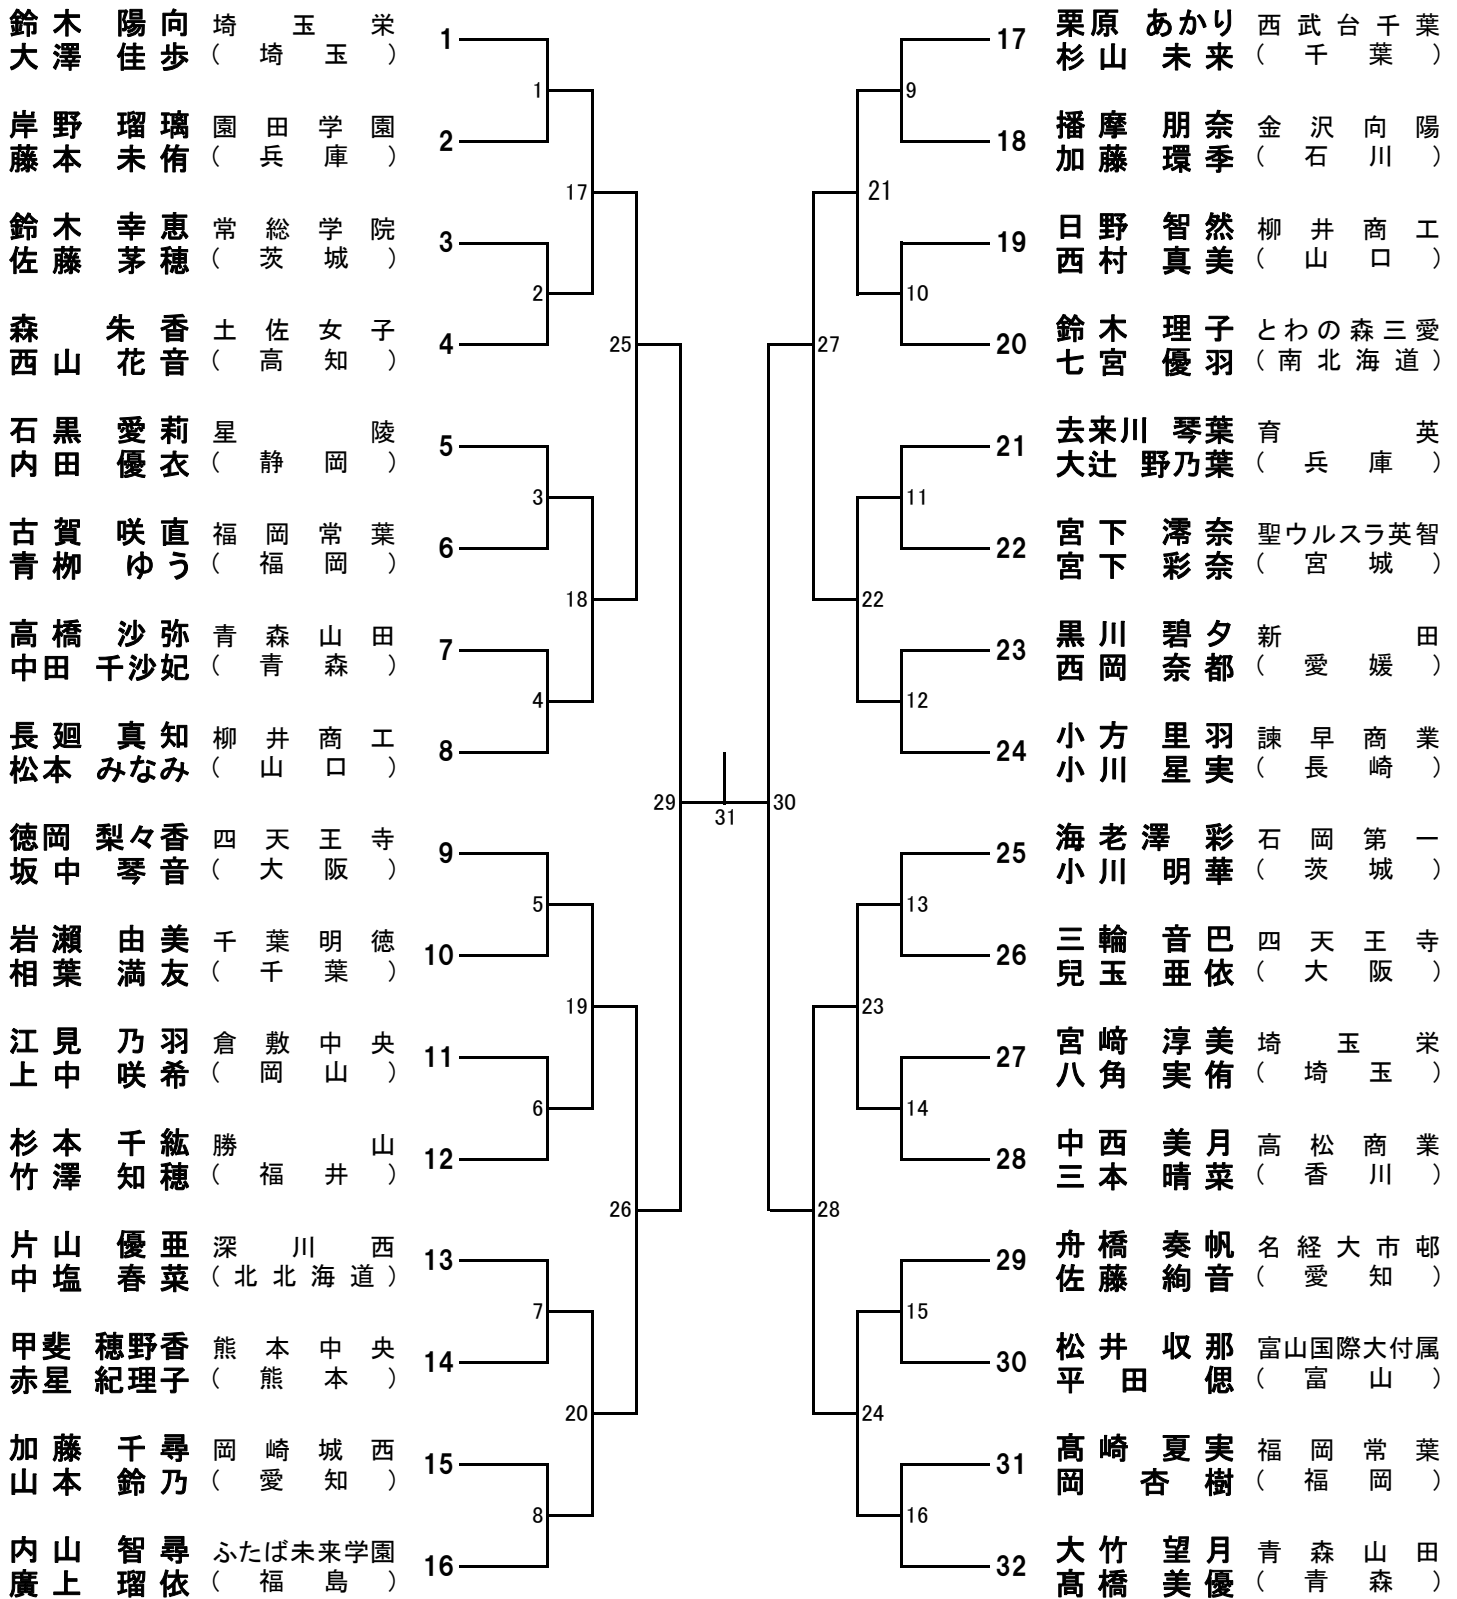 鈴木 陽向 埼玉栄
大澤 佳歩 (埼玉) 1
岸野 瑠璃 園田学園
藤本 未侑 (兵庫) 2
鈴木 幸恵 常総学院
佐藤 茅穂 (茨城) 3
森 朱香 土佐女子
西山 花音 (高知) 4
石黒 愛莉 星陵
内田 優衣 (静岡) 5
古賀 咲直 福岡常葉
青栁 ゆう (福岡) 6
高橋 沙弥 青森山田
中田 千沙妃 (青森) 7
長廻 真知 柳井商工
松本 みなみ (山口) 8
徳岡 梨々香 四天王寺
坂中 琴音 (大阪) 9
岩瀬 由美 千葉明徳
相葉 満友 (千葉) 10
江見 乃羽 倉敷中央
上中 咲希 (岡山) 11
杉本 千紘 勝山
竹澤 知穂 (福井) 12
片山 優亜 深川西
中塩 春菜 (北北海道) 13
甲斐 穂野香 熊本中央
赤星 紀理子 (熊本) 14
加藤 千尋 岡崎城西
山本 鈴乃 (愛知) 15
内山 智尋 ふたば未来学園
廣上 瑠依 (福島) 16
1
2
3
4
5
6
7
8
17
18
19
20
25
26
29
31
30
27
28
21
22
23
24
9
10
11
12
13
14
15
16
17 栗原 あかり 西武台千葉
杉山 未来 (千葉)
18 播摩 朋奈 金沢向陽
加藤 環季 (石川)
19 日野 智然 柳井商工
西村 真美 (山口)
20 鈴木 理子 とわの森三愛
七宮 優羽 (南北海道)
21 去来川 琴葉 育英
大辻 野乃葉 (兵庫)
22 宮下 澪奈 聖ウルスラ英智
宮下 彩奈 (宮城)
23 黒川 碧夕 新田
西岡 奈都 (愛媛)
24 小方 里羽 諫早商業
小川 星実 (長崎)
25 海老澤 彩 石岡第一
小川 明華 (茨城)
26 三輪 音巴 四天王寺
兒玉 亜依 (大阪)
27 宮﨑 淳美 埼玉栄
八角 実侑 (埼玉)
28 中西 美月 高松商業
三本 晴菜 (香川)
29 舟橋 奏帆 名経大市邨
佐藤 絢音 (愛知)
30 松井 収那 富山国際大付属
平田 偲 (富山)
31 髙崎 夏実 福岡常葉
岡 杏樹 (福岡)
32 大竹 望月 青森山田
髙橋 美優 (青森)